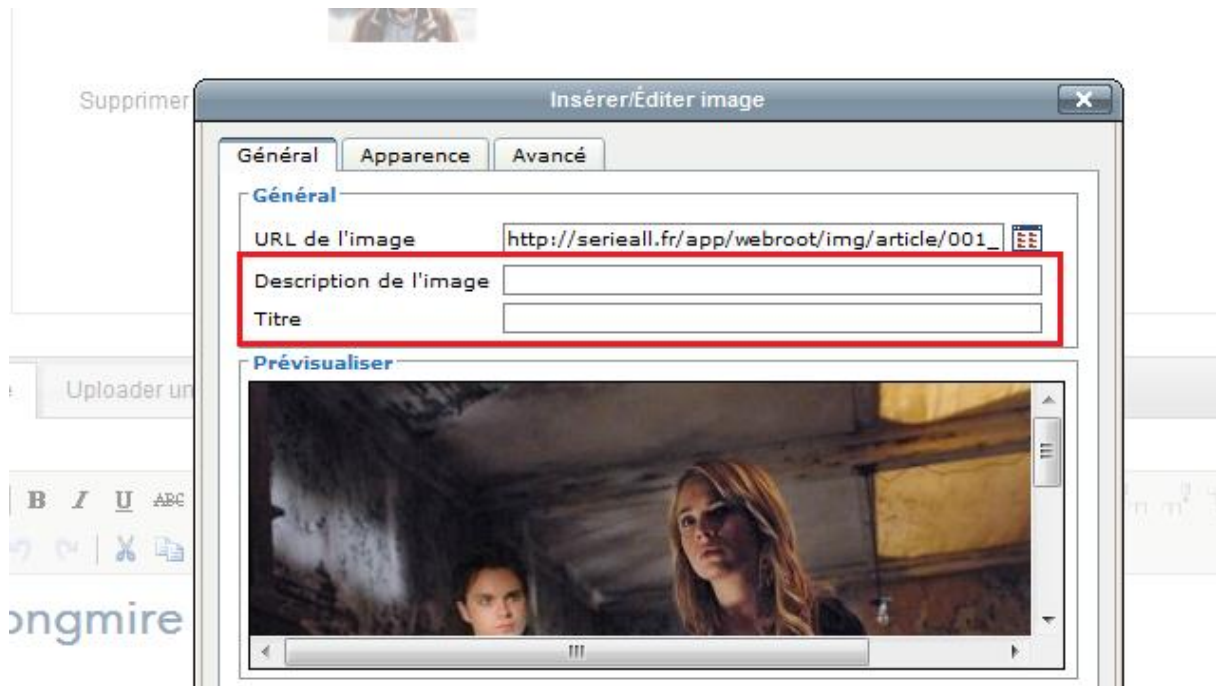 Supprimer
Insérer/Éditer image
Général Apparence Avancé
Général
URL de l'image http://serieall.fr/app/webroot/img/article/001_
Description de l'image
Titre
Prévisualiser
Uploader un
B I U ABC
ongmire